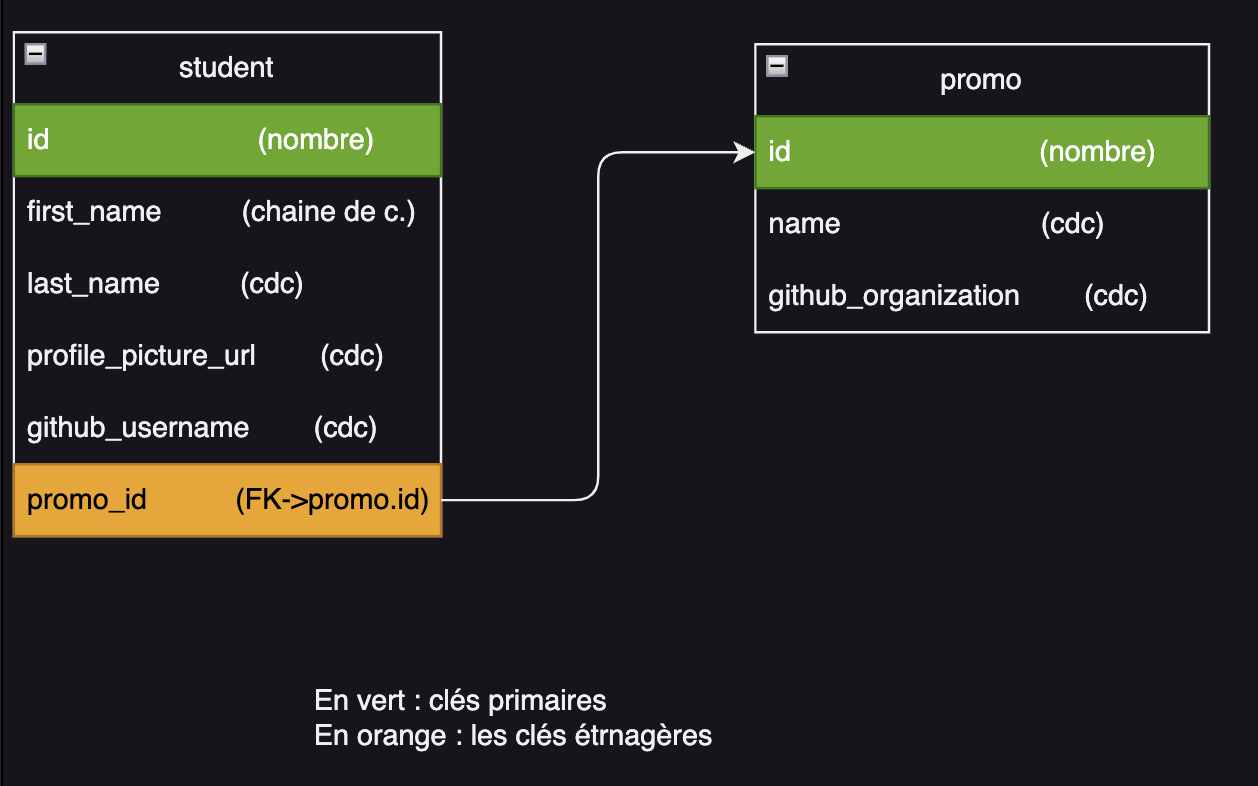 student
id (nombre)
first_name (chaine de c.)
last_name (cdc)
profile_picture_url (cdc)
github_username (cdc)
promo_id (FK->promo.id)
promo
id (nombre)
name (cdc)
github_organization (cdc)
En vert : clés primaires
En orange : les clés étrnagères